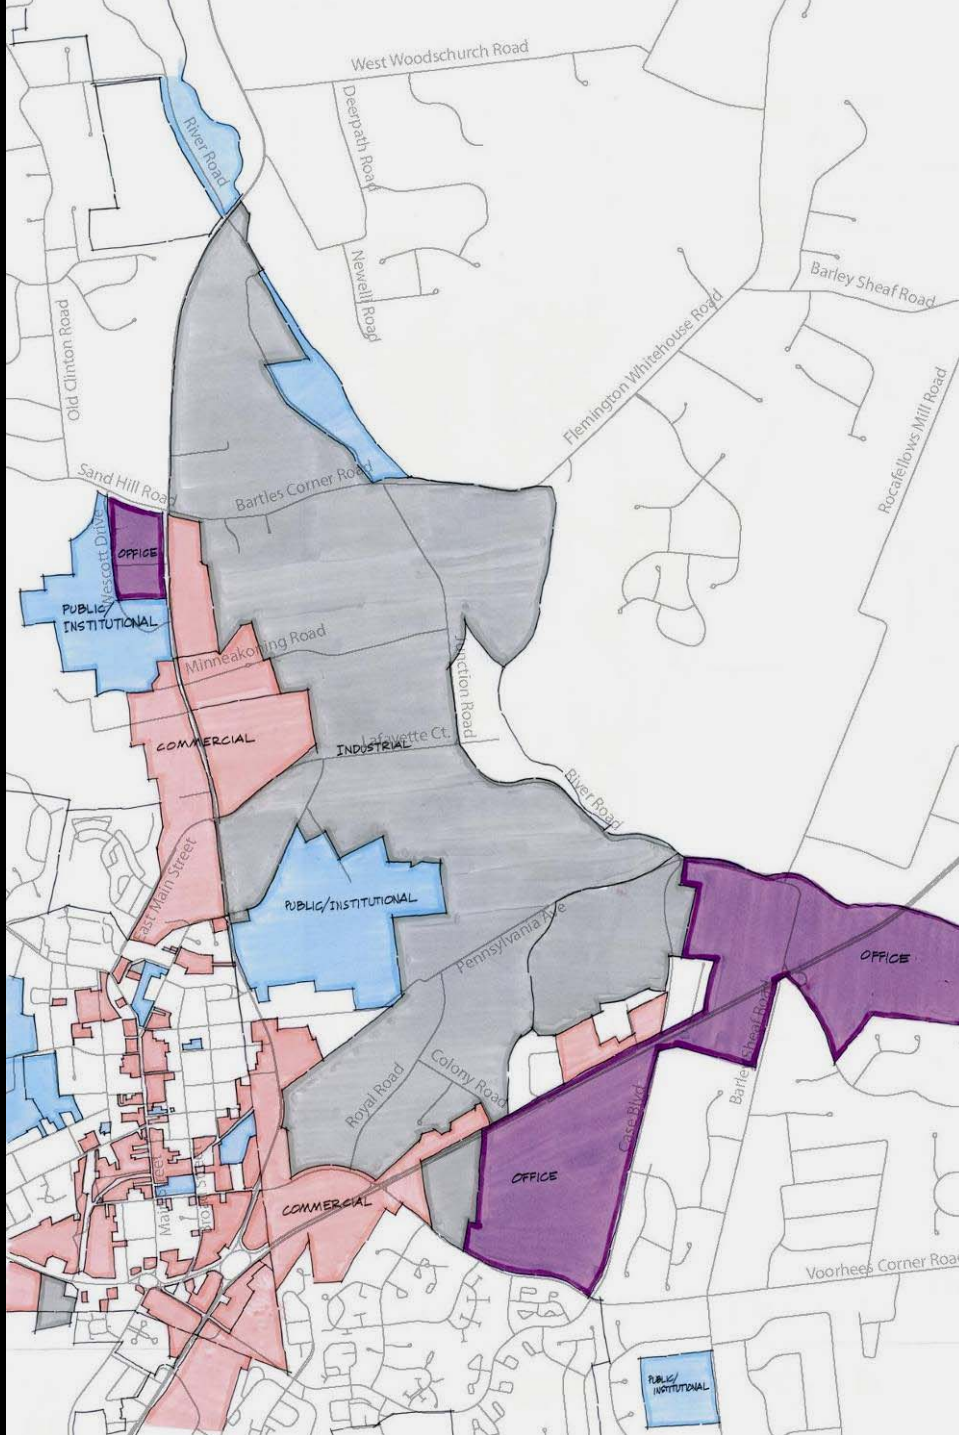 West Woodschurch Road
Deerpath Road
River Road
Newell Road
Barley Sheaf Road
Old Clinton Road
Flemington Whitehouse Road
Rocafellows Mill Road
Sand Hill Road
Bartles Corner Road
Wescott Drive
OFFICE
PUBLIC/
INSTITUTIONAL
Minneakoning Road
Junction Road
COMMERCIAL
INDUSTRIAL
Lafayette Ct.
River Road
East Main Street
PUBLIC/INSTITUTIONAL
Pennsylvania Ave
OFFICE
Royal Road
Colony Road
Case Blvd
Barley Sheaf Road
OFFICE
Main Street
COMMERCIAL
Voorhees Corner Road
PUBLIC/
INSTITUTIONAL